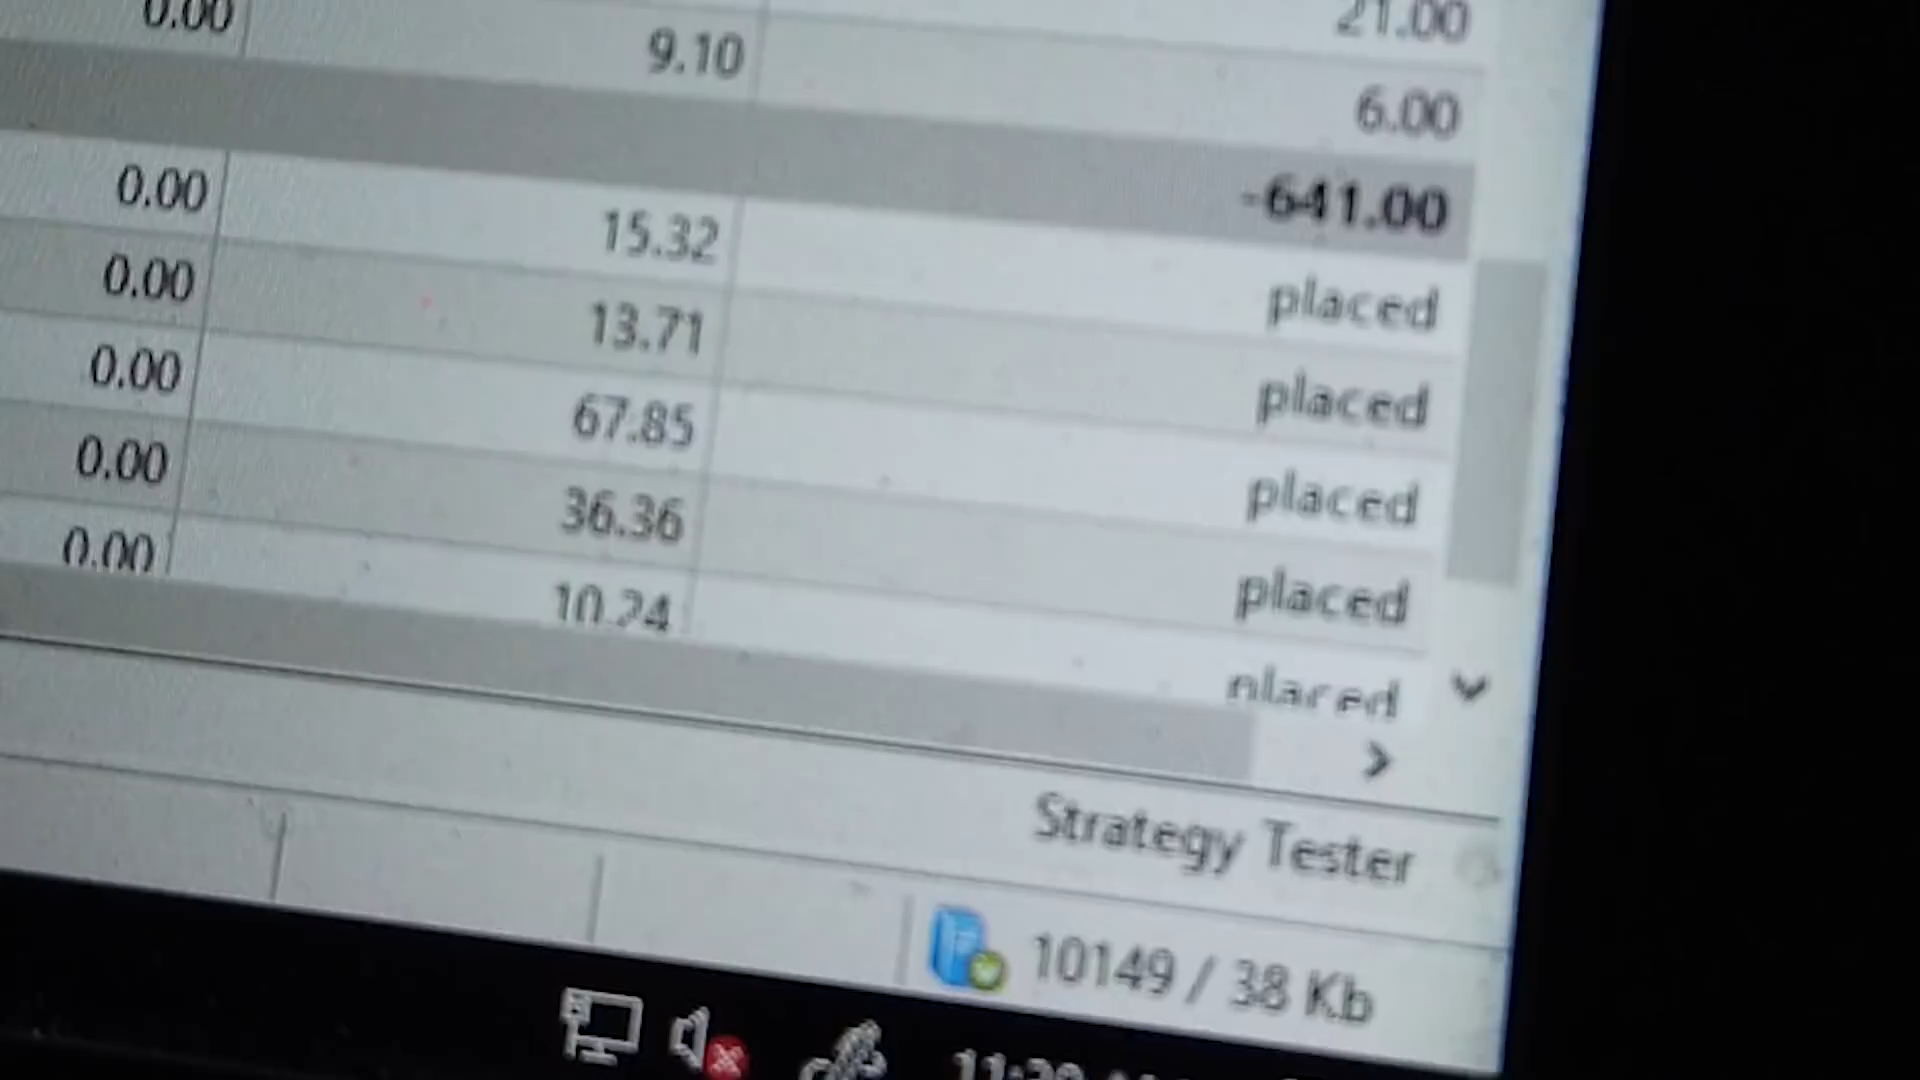 0.00 21.00
9.10 6.00
-641.00
0.00 15.32 placed
0.00 13.71 placed
0.00 67.85 placed
0.00 36.36 placed
0.00 10.24 placed
Strategy Tester
10149 / 38 Kb